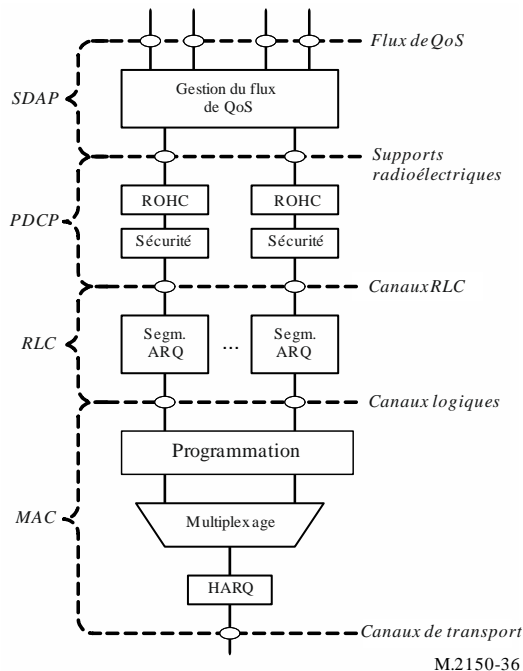 Flux de QoS
Gestion du flux
de QoS
SDAP
Supports
radioélectriques
ROHC
ROHC
PDCP
Sécurité
Sécurité
Canaux RLC
Segm.
ARQ
...
Segm.
ARQ
RLC
Canaux logiques
Programmation
Multiplexage
MAC
HARQ
Canaux de transport
M.2150-36